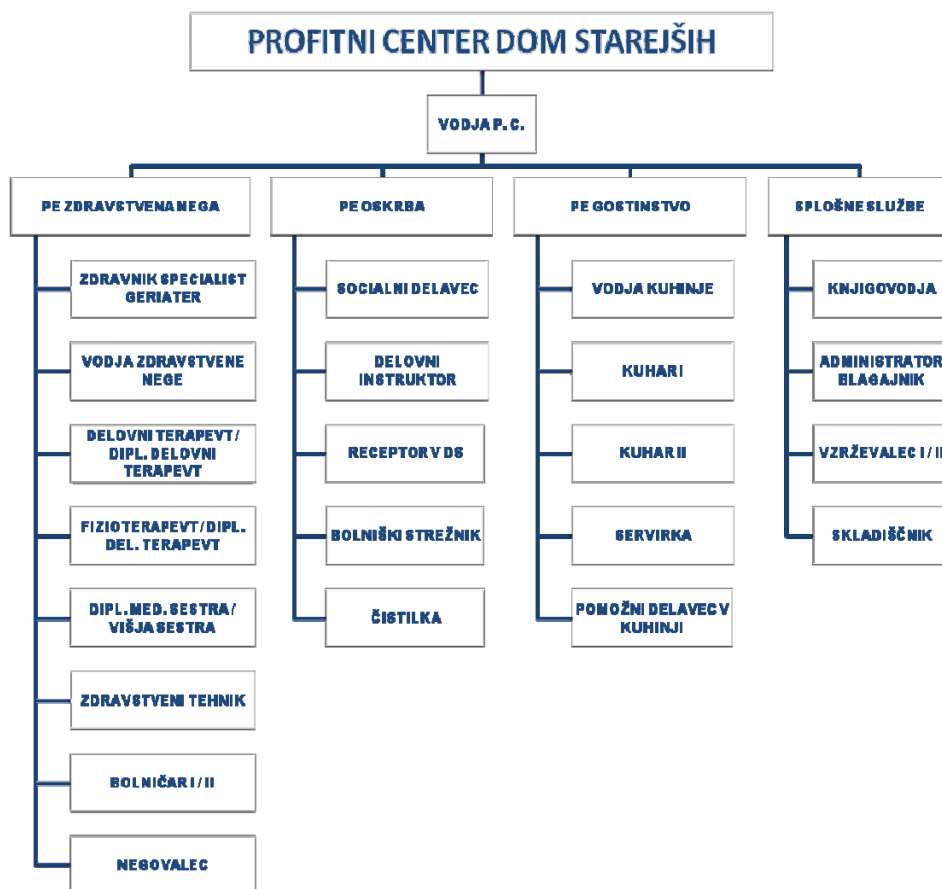 PROFITNI CENTER DOM STAREJŠIH
VODJA P. C.
PE ZDRAVSTVENA NEGA
ZDRAVNIK SPECIALIST
GERIATER
VODJA ZDRAVSTVENE
NEGE
DELOVNI TERAPEVT /
DIPL. DELOVNI
TERAPEVT
FIZIOTERAPEVT / DIPL.
DEL. TERAPEVT
DIPL. MED. SESTRA /
VIŠJA SESTRA
ZDRAVSTVENI TEHNIK
BOLNIČAR I / II
NEGOVALEC
PE OSKRBA
SOCIALNI DELAVEC
DELOVNI
INSTRUKTOR
RECEPTOR V DS
BOLNIŠKI STREŽNIK
ČISTILKA
PE GOSTINSTVO
VODJA KUHINJE
KUHAR I
KUHAR II
SERVIRKA
POMOŽNI DELAVEC V
KUHINJI
SPLOŠNE SLUŽBE
KNJIGOVODJA
ADMINISTRATOR
BLAGAJNIK
VZRŽEVALEC I / II
SKLADIŠČNIK